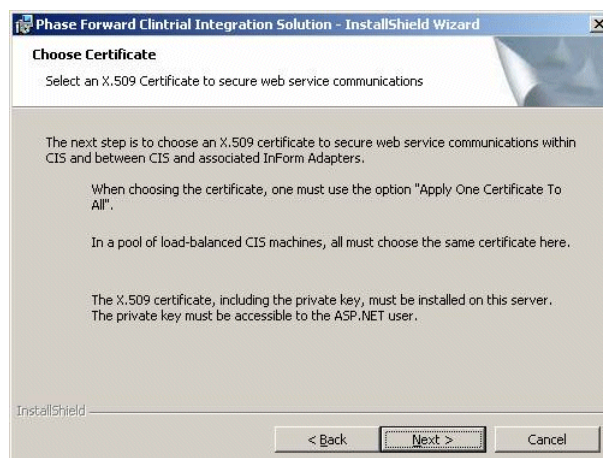 Phase Forward Clintrial Integration Solution - InstallShield Wizard
Choose Certificate
Select an X.509 Certificate to secure web service communications
The next step is to choose an X.509 certificate to secure web service communications within
CIS and between CIS and associated InForm Adapters.
When choosing the certificate, one must use the option "Apply One Certificate To
All".
In a pool of load-balanced CIS machines, all must choose the same certificate here.
The X.509 certificate, including the private key, must be installed on this server.
The private key must be accessible to the ASP.NET user.
InstallShield
< Back Next > Cancel